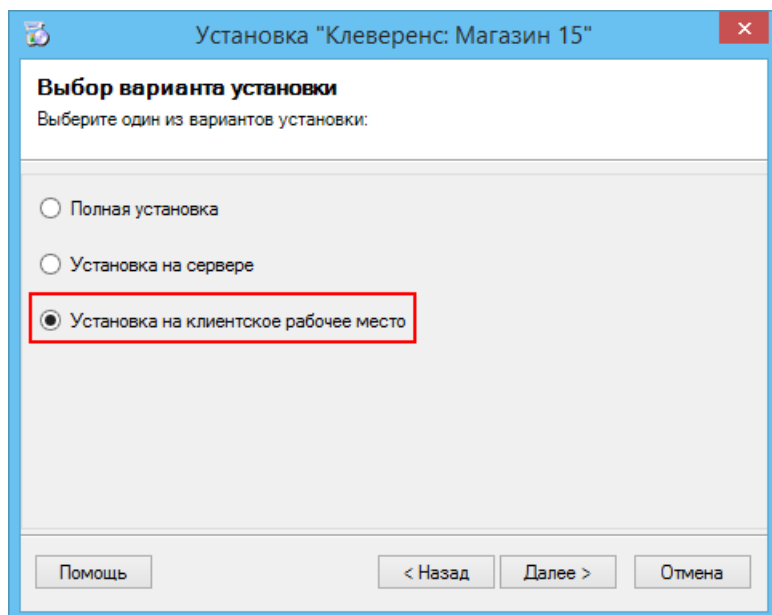 Установка "Клеверенс: Магазин 15"
Выбор варианта установки
Выберите один из вариантов установки:
Полная установка
Установка на сервере
Установка на клиентское рабочее место
Помощь
< Назад
Далее >
Отмена